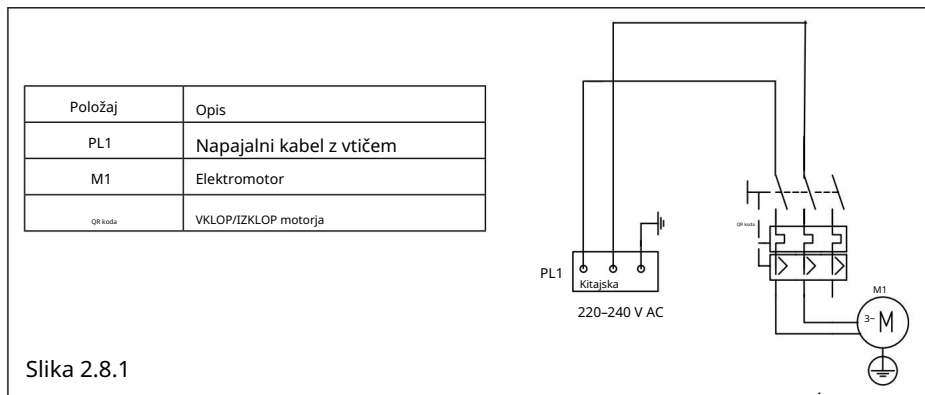 Položaj Opis
PL1 Napajalni kabel z vtičem
M1 Elektromotor
QR koda VKLOP/IZKLOP motorja
QR koda
PL1
Kitajska
220–240 V AC
M1
3~ M
Slika 2.8.1